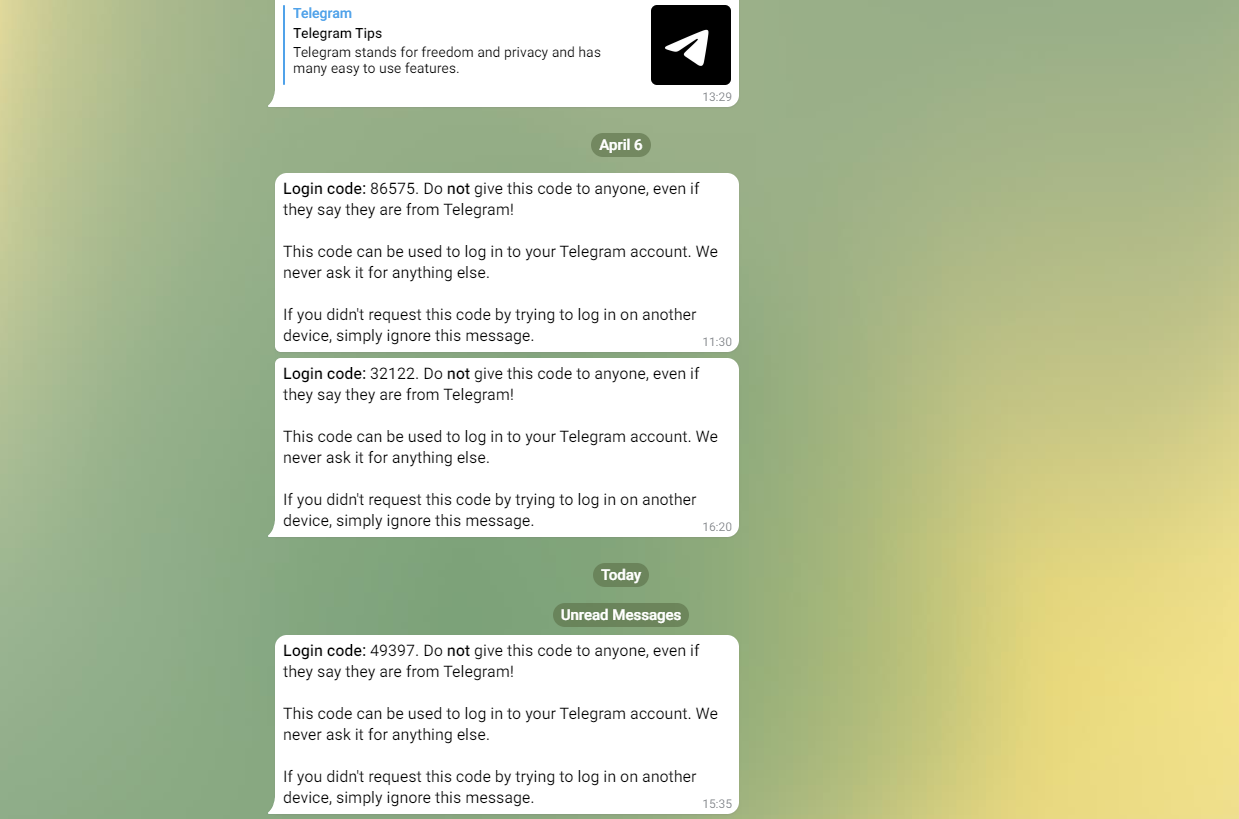 Telegram
Telegram Tips
Telegram stands for freedom and privacy and has
many easy to use features.
13:29
April 6
Login code: 86575. Do not give this code to anyone, even if
they say they are from Telegram!
This code can be used to log in to your Telegram account. We
never ask it for anything else.
If you didn't request this code by trying to log in on another
device, simply ignore this message.
11:30
Login code: 32122. Do not give this code to anyone, even if
they say they are from Telegram!
This code can be used to log in to your Telegram account. We
never ask it for anything else.
If you didn't request this code by trying to log in on another
device, simply ignore this message.
16:20
Today
Unread Messages
Login code: 49397. Do not give this code to anyone, even if
they say they are from Telegram!
This code can be used to log in to your Telegram account. We
never ask it for anything else.
If you didn't request this code by trying to log in on another
device, simply ignore this message.
15:35